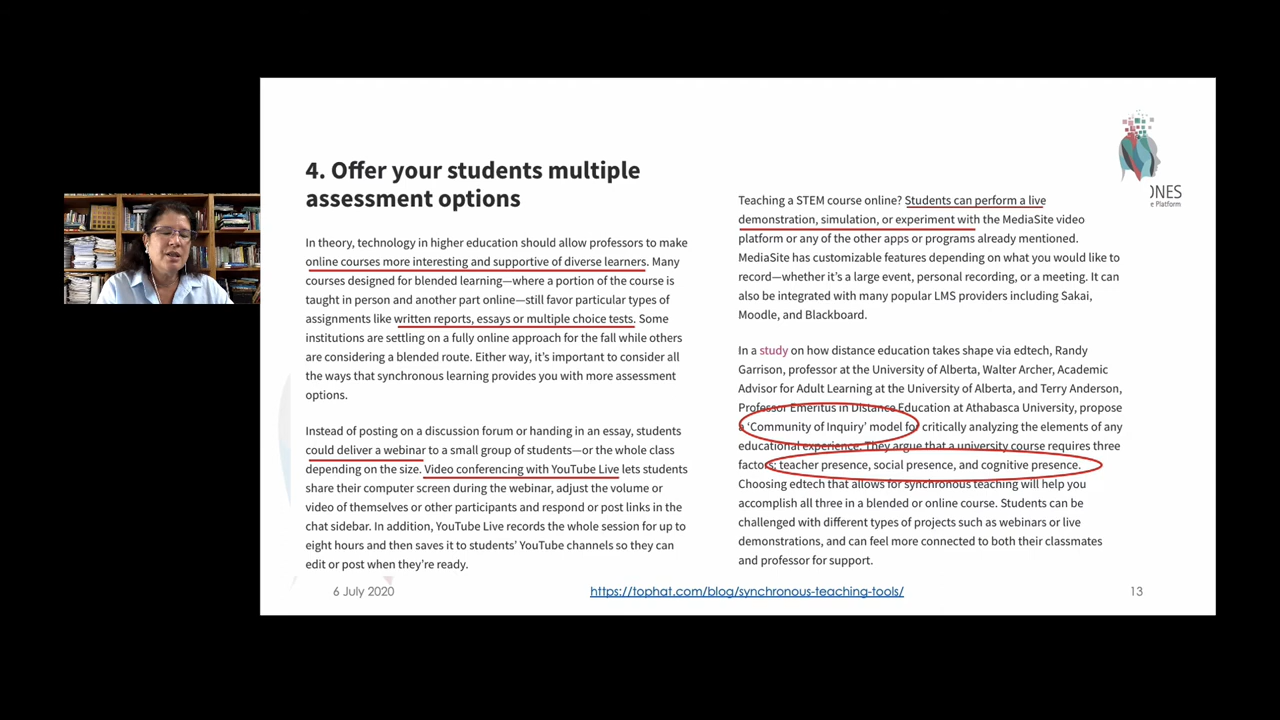 4. Offer your students multiple
assessment options
In theory, technology in higher education should allow professors to make
online courses more interesting and supportive of diverse learners. Many
courses designed for blended learning—where a portion of the course is
taught in person and another part online—still favor particular types of
assignments like written reports, essays or multiple choice tests. Some
institutions are settling on a fully online approach for the fall while others
are considering a blended route. Either way, it's important to consider all
the ways that synchronous learning provides you with more assessment
options.
Instead of posting on a discussion forum or handing in an essay, students
could deliver a webinar to a small group of students—or the whole class
depending on the size. Video conferencing with YouTube Live lets students
share their computer screen during the webinar, adjust the volume or
video of themselves or other participants and respond or post links in the
chat sidebar. In addition, YouTube Live records the whole session for up to
eight hours and then saves it to students' YouTube channels so they can
edit or post when they're ready.
ONES
e Platform
Teaching a STEM course online? Students can perform a live
demonstration, simulation, or experiment with the MediaSite video
platform or any of the other apps or programs already mentioned.
MediaSite has customizable features depending on what you would like to
record—whether it's a large event, personal recording, or a meeting. It can
also be integrated with many popular LMS providers including Sakai,
Moodle, and Blackboard.
In a study on how distance education takes shape via edtech, Randy
Garrison, professor at the University of Alberta, Walter Archer, Academic
Advisor for Adult Learning at the University of Alberta, and Terry Anderson,
Professor Emeritus in Distance Education at Athabasca University, propose
a 'Community of Inquiry' model for critically analyzing the elements of any
educational experience. They argue that a university course requires three
factors: teacher presence, social presence, and cognitive presence.
Choosing edtech that allows for synchronous teaching will help you
accomplish all three in a blended or online course. Students can be
challenged with different types of projects such as webinars or live
demonstrations, and can feel more connected to both their classmates
and professor for support.
6 July 2020
https://tophat.com/blog/synchronous-teaching-tools/
13